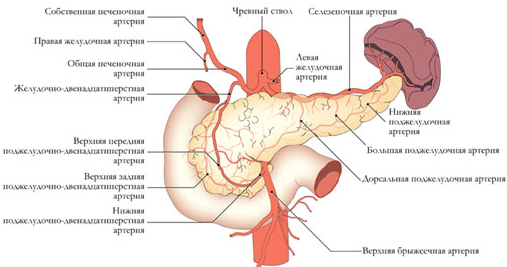 Собственная печеночная
артерия
Правая желудочная артерия
Общая печеночная
артерия
Желудочно-двенадцатиперстная
артерия
Верхняя передняя
поджелудочно-двенадцатиперстная
артерия
Верхняя задняя
поджелудочно-двенадцатиперстная
артерия
Нижняя
поджелудочно-двенадцатиперстная
артерия
Чревный ствол
Левая
желудочная
артерия
Селезеночная артерия
Нижняя
поджелудочная
артерия
Большая поджелудочная артерия
Дорсальная поджелудочная артерия
Верхняя брыжеечная артерия